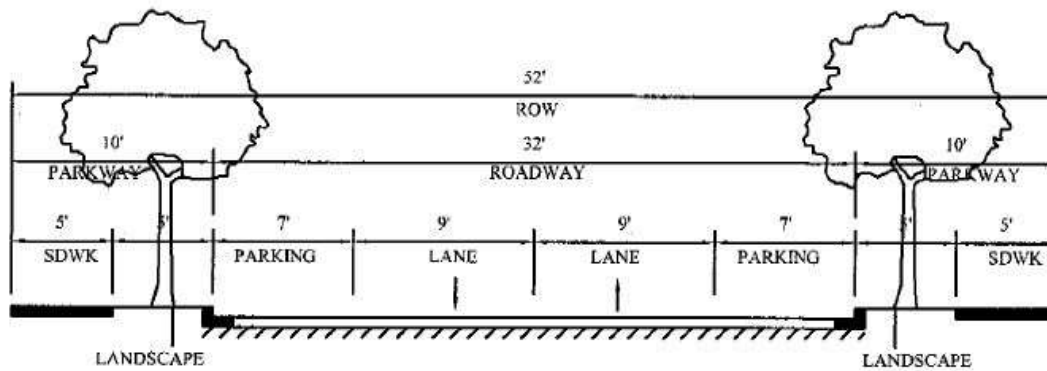 52'
ROW
10' 32' 10'
PARKWAY ROADWAY PARKWAY
5' 5' 7' 9' 9' 7' 5' 5'
SDWK PARKING LANE LANE PARKING SDWK
LANDSCAPE LANDSCAPE